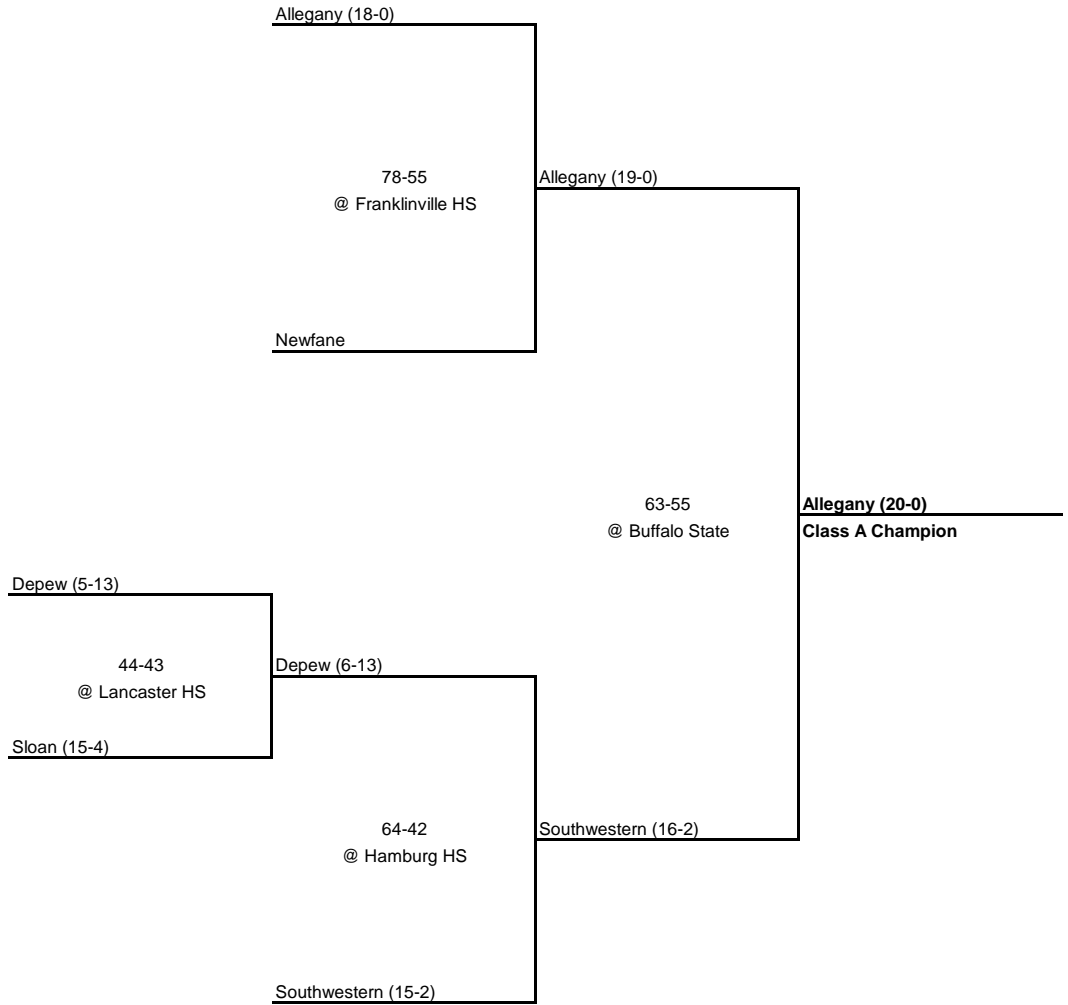 Allegany (18-0)
78-55
@ Franklinville HS
Allegany (19-0)
Newfane
63-55
@ Buffalo State
Allegany (20-0)
Class A Champion
Depew (5-13)
44-43
@ Lancaster HS
Depew (6-13)
Sloan (15-4)
64-42
@ Hamburg HS
Southwestern (16-2)
Southwestern (15-2)